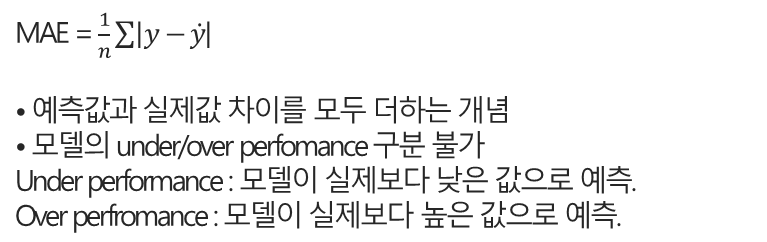 MAE = 1/n ∑|y − ẏ|
• 예측값과 실제값 차이를 모두 더하는 개념
• 모델의 under/over perfomance 구분 불가
Under performance : 모델이 실제보다 낮은 값으로 예측.
Over perfromance : 모델이 실제보다 높은 값으로 예측.